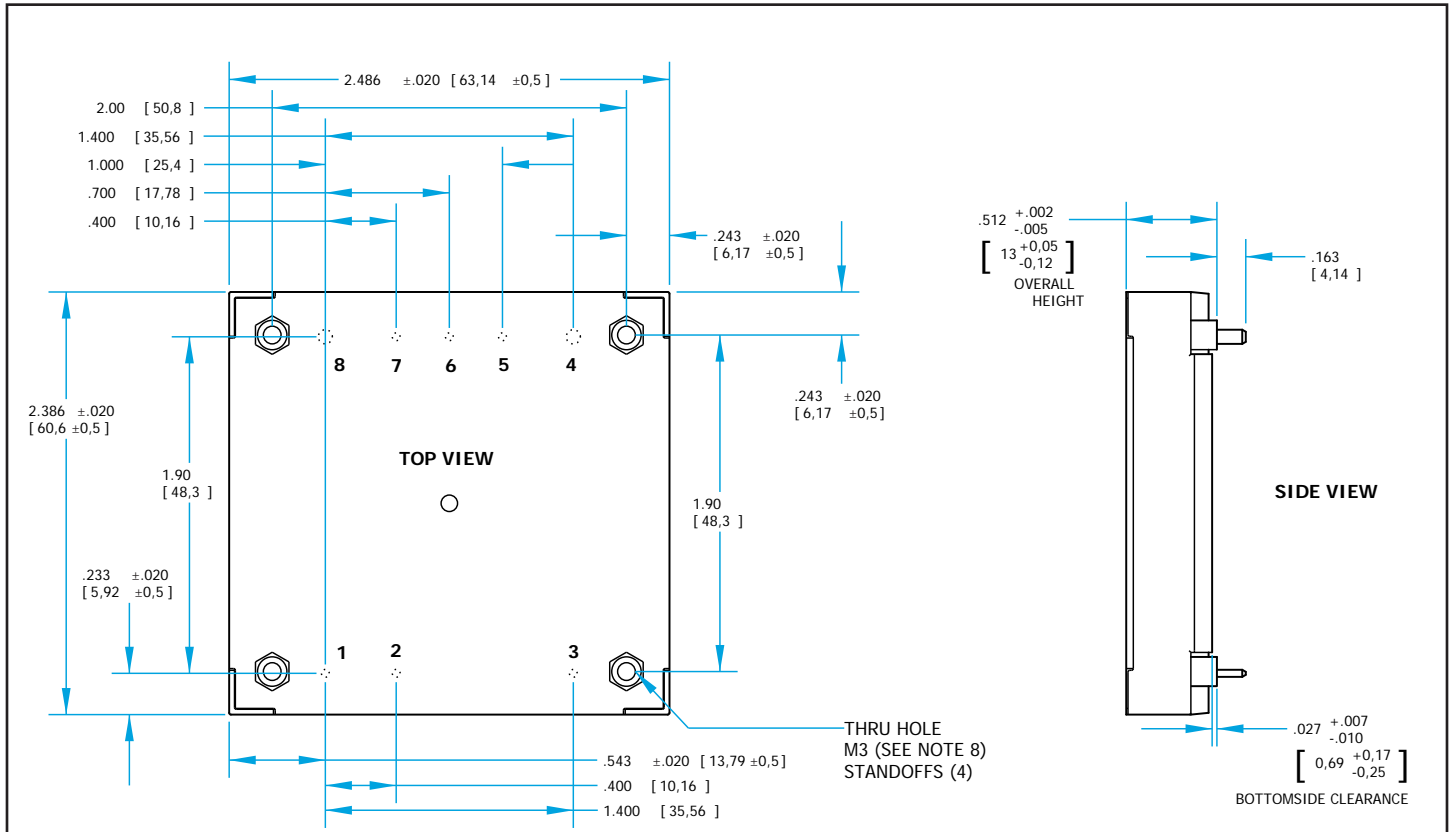 2.486 ±.020 [ 63,14 ±0,5 ]
2.00 [ 50,8 ]
1.400 [ 35,56 ]
1.000 [ 25,4 ]
.700 [ 17,78 ]
.400 [ 10,16 ]
.243 ±.020
[ 6,17 ±0,5 ]
.512 +.002
-.005
[ 13 +0,05 ]
-0,12
OVERALL
HEIGHT
.163
[ 4,14 ]
8 7 6 5 4
.243 ±.020
[ 6,17 ±0,5]
2.386 ±.020
[ 60,6 ±0,5 ]
TOP VIEW
1.90
[ 48,3 ]
1.90
[ 48,3 ]
SIDE VIEW
.233 ±.020
[ 5,92 ±0,5 ]
1 2 3
THRU HOLE
M3 (SEE NOTE 8)
STANDOFFS (4)
.027 +.007
-.010
[ 0,69 +0,17 ]
-0,25
BOTTOMSIDE CLEARANCE
.543 ±.020 [ 13,79 ±0,5]
.400 [ 10,16 ]
1.400 [ 35,56 ]